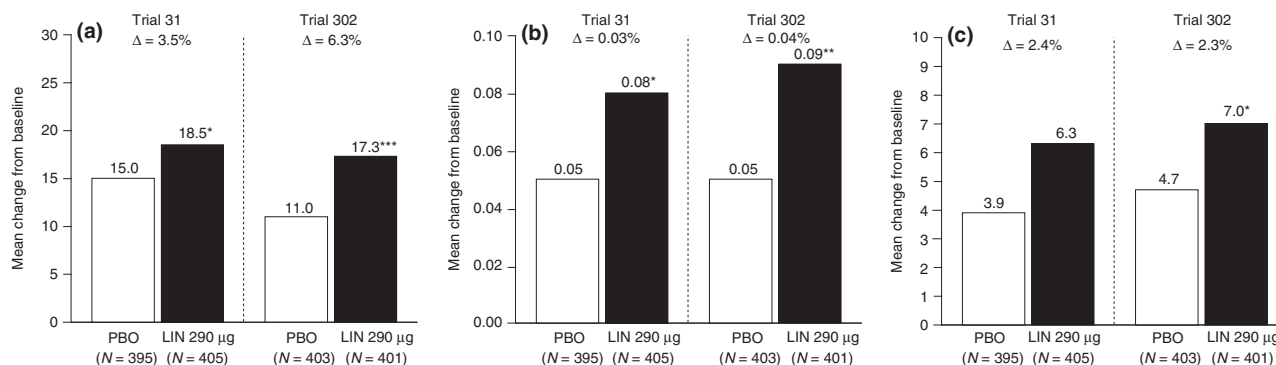 (a)
Trial 31
Δ = 3.5%
Trial 302
Δ = 6.3%
Mean change from baseline
30
25
20
15
10
5
0
15.0
18.5*
11.0
17.3***
PBO
(N = 395)
LIN 290 µg
(N = 405)
PBO
(N = 403)
LIN 290 µg
(N = 401)
(b)
Trial 31
Δ = 0.03%
Trial 302
Δ = 0.04%
Mean change from baseline
0.10
0.08
0.06
0.04
0.02
0.00
0.05
0.08*
0.05
0.09**
PBO
(N = 395)
LIN 290 µg
(N = 405)
PBO
(N = 403)
LIN 290 µg
(N = 401)
(c)
Trial 31
Δ = 2.4%
Trial 302
Δ = 2.3%
Mean change from baseline
10
9
8
7
6
5
4
3
2
1
0
3.9
6.3
4.7
7.0*
PBO
(N = 395)
LIN 290 µg
(N = 405)
PBO
(N = 403)
LIN 290 µg
(N = 401)